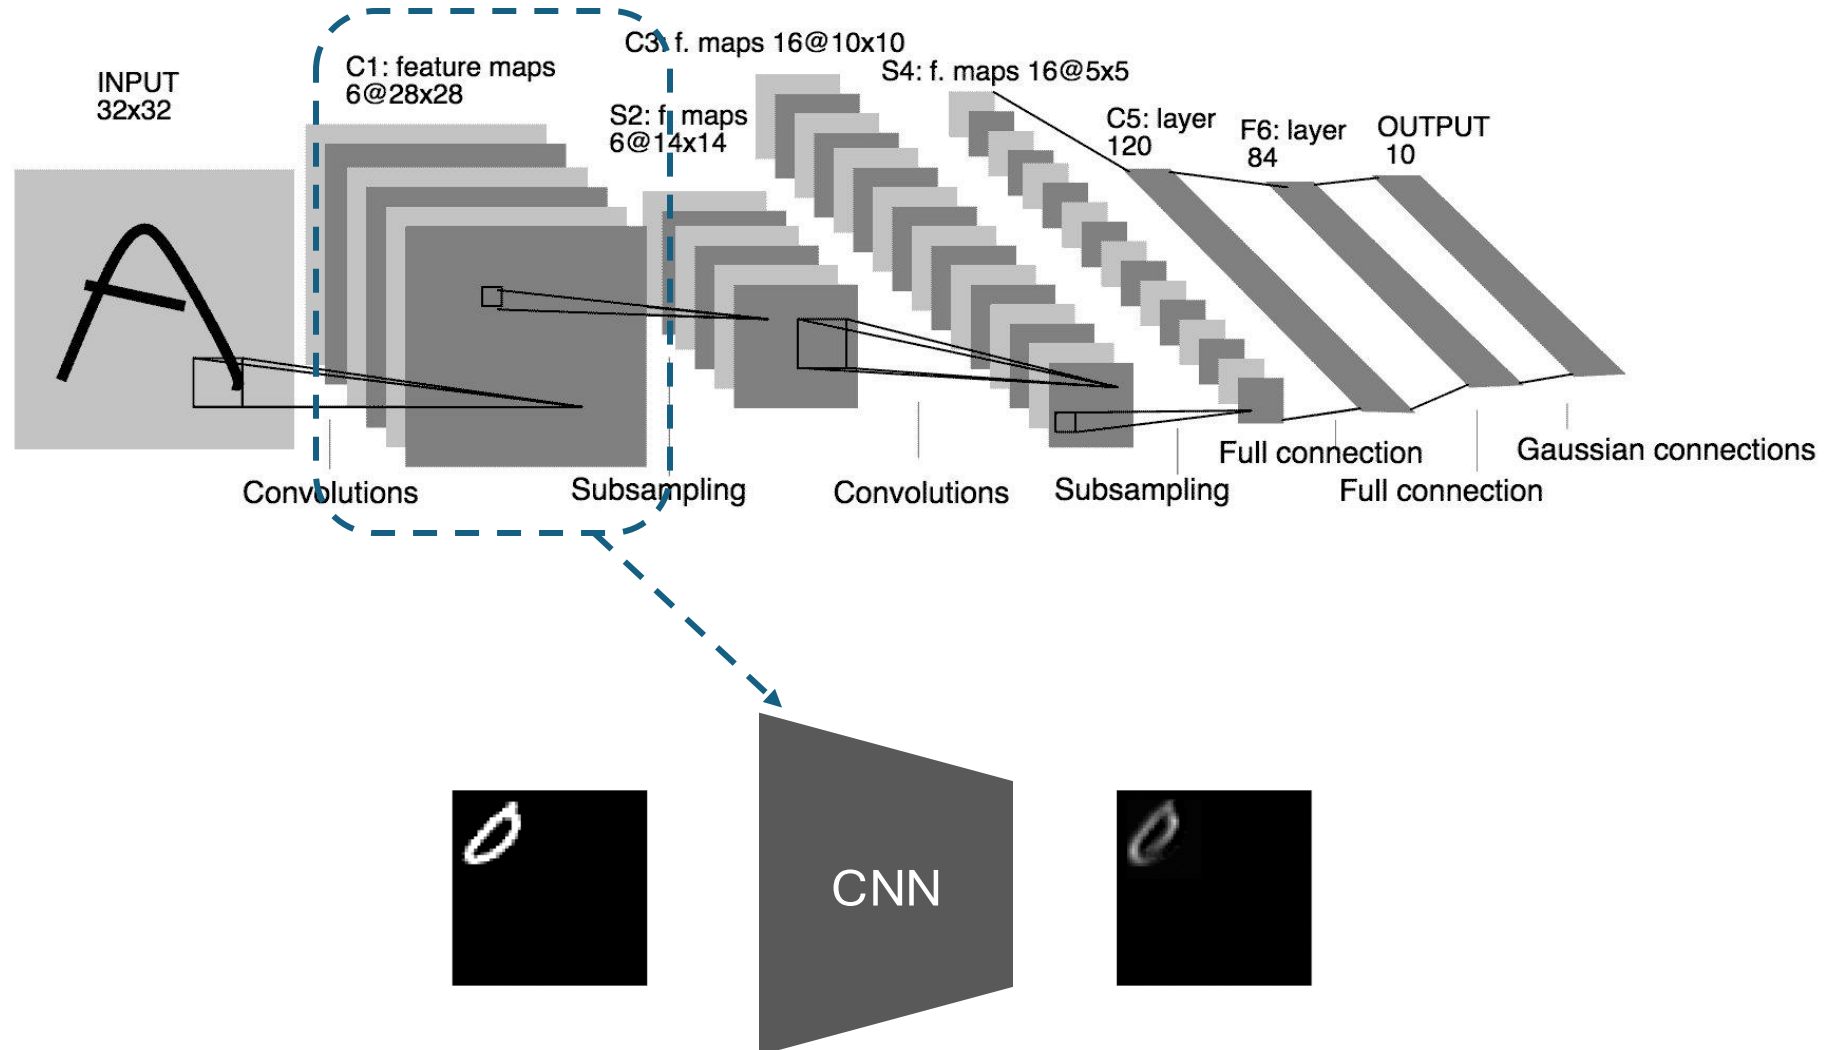 INPUT
32x32
C1: feature maps
6@28x28
S2: f. maps
6@14x14
C3: f. maps 16@10x10
S4: f. maps 16@5x5
C5: layer
120
F6: layer
84
OUTPUT
10
Convolutions
Subsampling
Convolutions
Subsampling
Full connection
Full connection
Gaussian connections
CNN